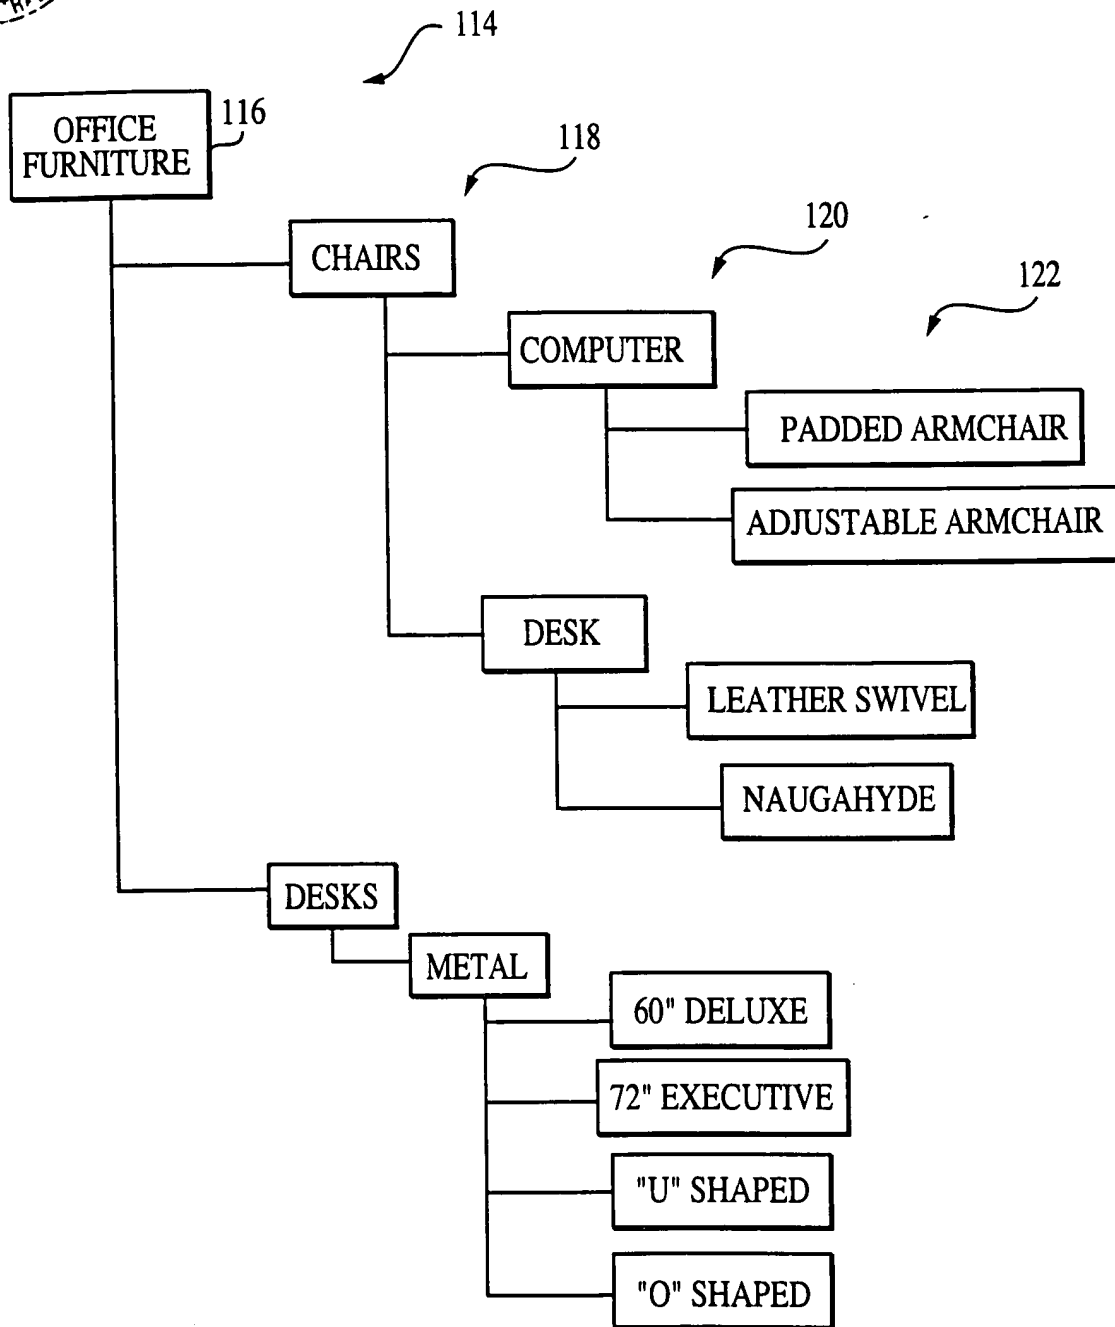 114
OFFICE
FURNITURE
116
118
CHAIRS
120
COMPUTER
122
PADDED ARMCHAIR
ADJUSTABLE ARMCHAIR
DESK
LEATHER SWIVEL
NAUGAHYDE
DESKS
METAL
60" DELUXE
72" EXECUTIVE
"U" SHAPED
"O" SHAPED